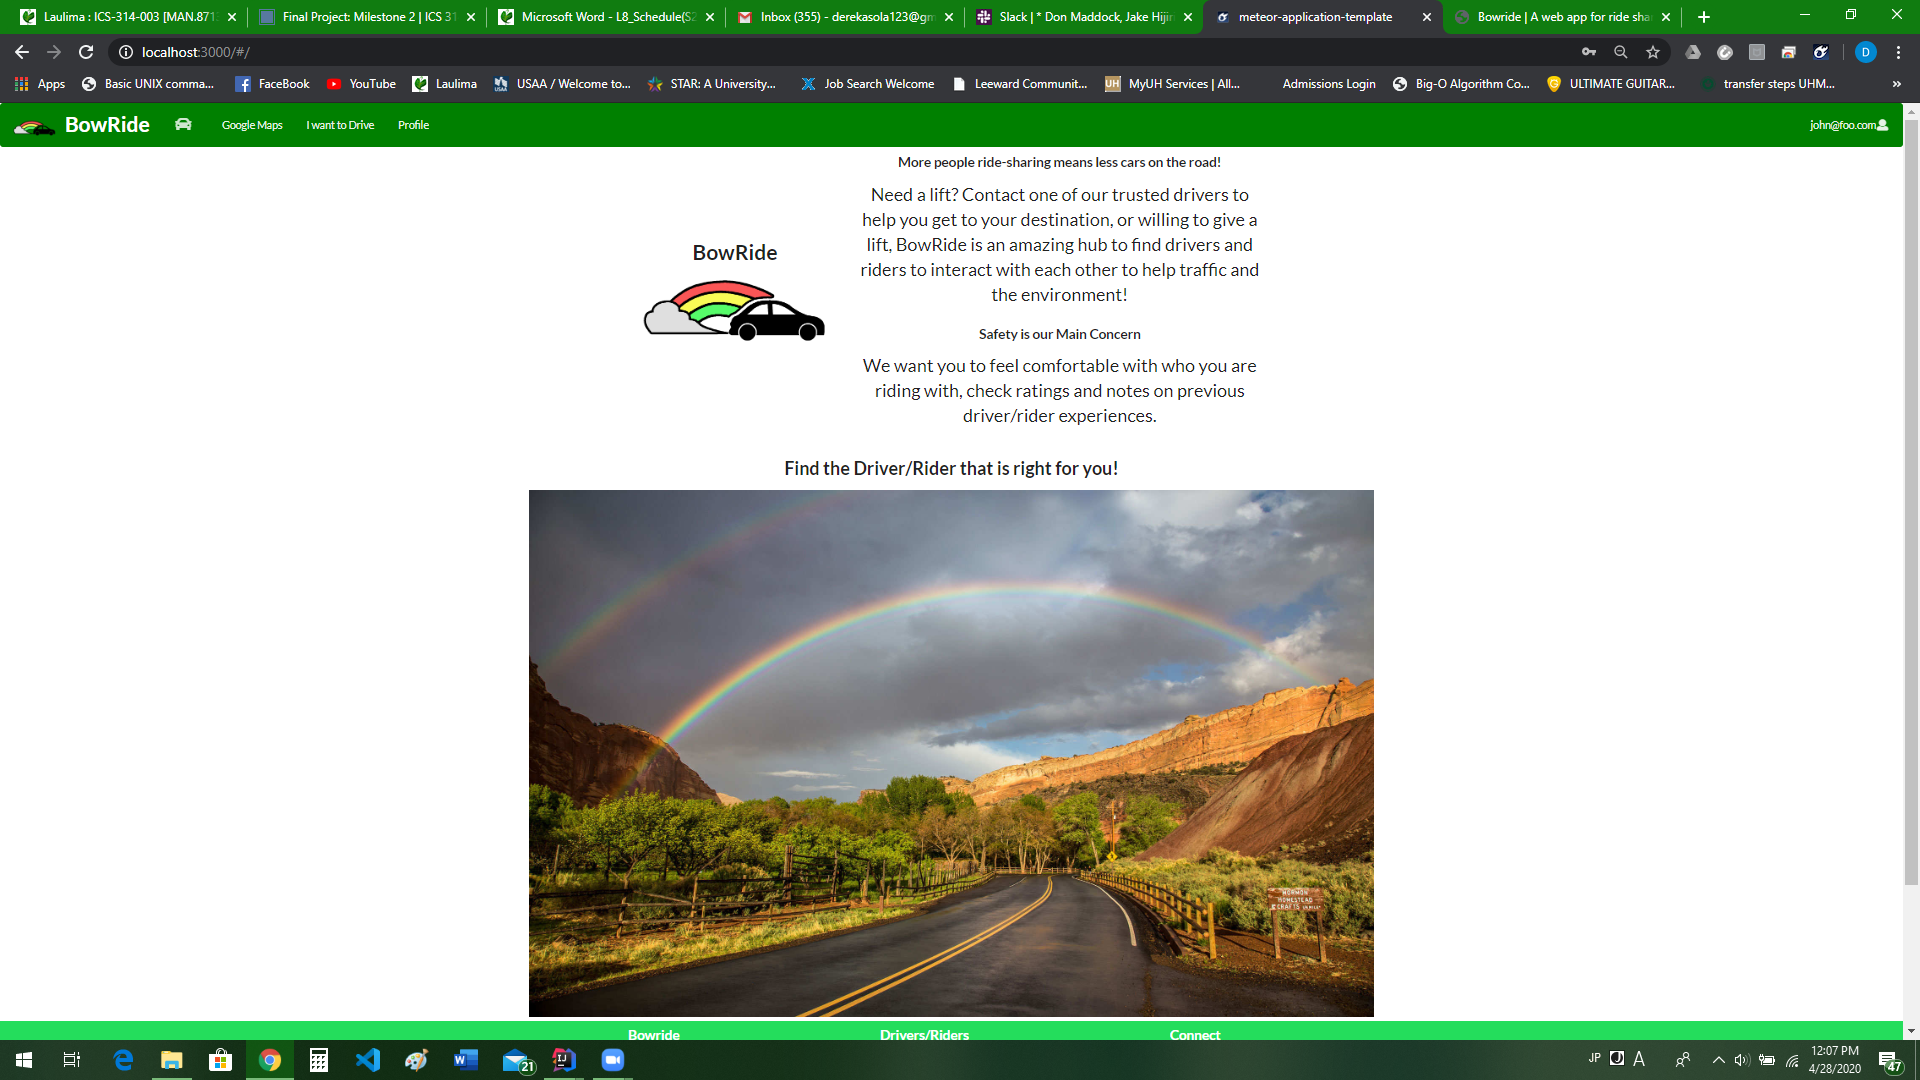 Laulima : ICS-314-003 [MAN.871
Final Project: Milestone 2 | ICS 31
Microsoft Word - L8_Schedule(S2
Inbox (355) - derekasola123@gm
Slack | * Don Maddock, Jake Hijir
meteor-application-template
Bowride | A web app for ride sha
localhost:3000/#/
D
Apps
Basic UNIX comma...
FaceBook
YouTube
Laulima
USAA / Welcome to...
STAR: A University...
Job Search Welcome
Leeward Communit...
UH
MyUH Services | All...
Admissions Login
Big-O Algorithm Co...
ULTIMATE GUITAR...
transfer steps UHM...
»
BowRide
Google Maps
I want to Drive
Profile
john@foo.com
More people ride-sharing means less cars on the road!
Need a lift? Contact one of our trusted drivers to
help you get to your destination, or willing to give a
lift, BowRide is an amazing hub to find drivers and
riders to interact with each other to help traffic and
the environment!
BowRide
Safety is our Main Concern
We want you to feel comfortable with who you are
riding with, check ratings and notes on previous
driver/rider experiences.
Find the Driver/Rider that is right for you!
MORMON
HOMESTEAD
CRAFTS
Bowride
Drivers/Riders
Connect
21
JP
A
12:07 PM
4/28/2020
47